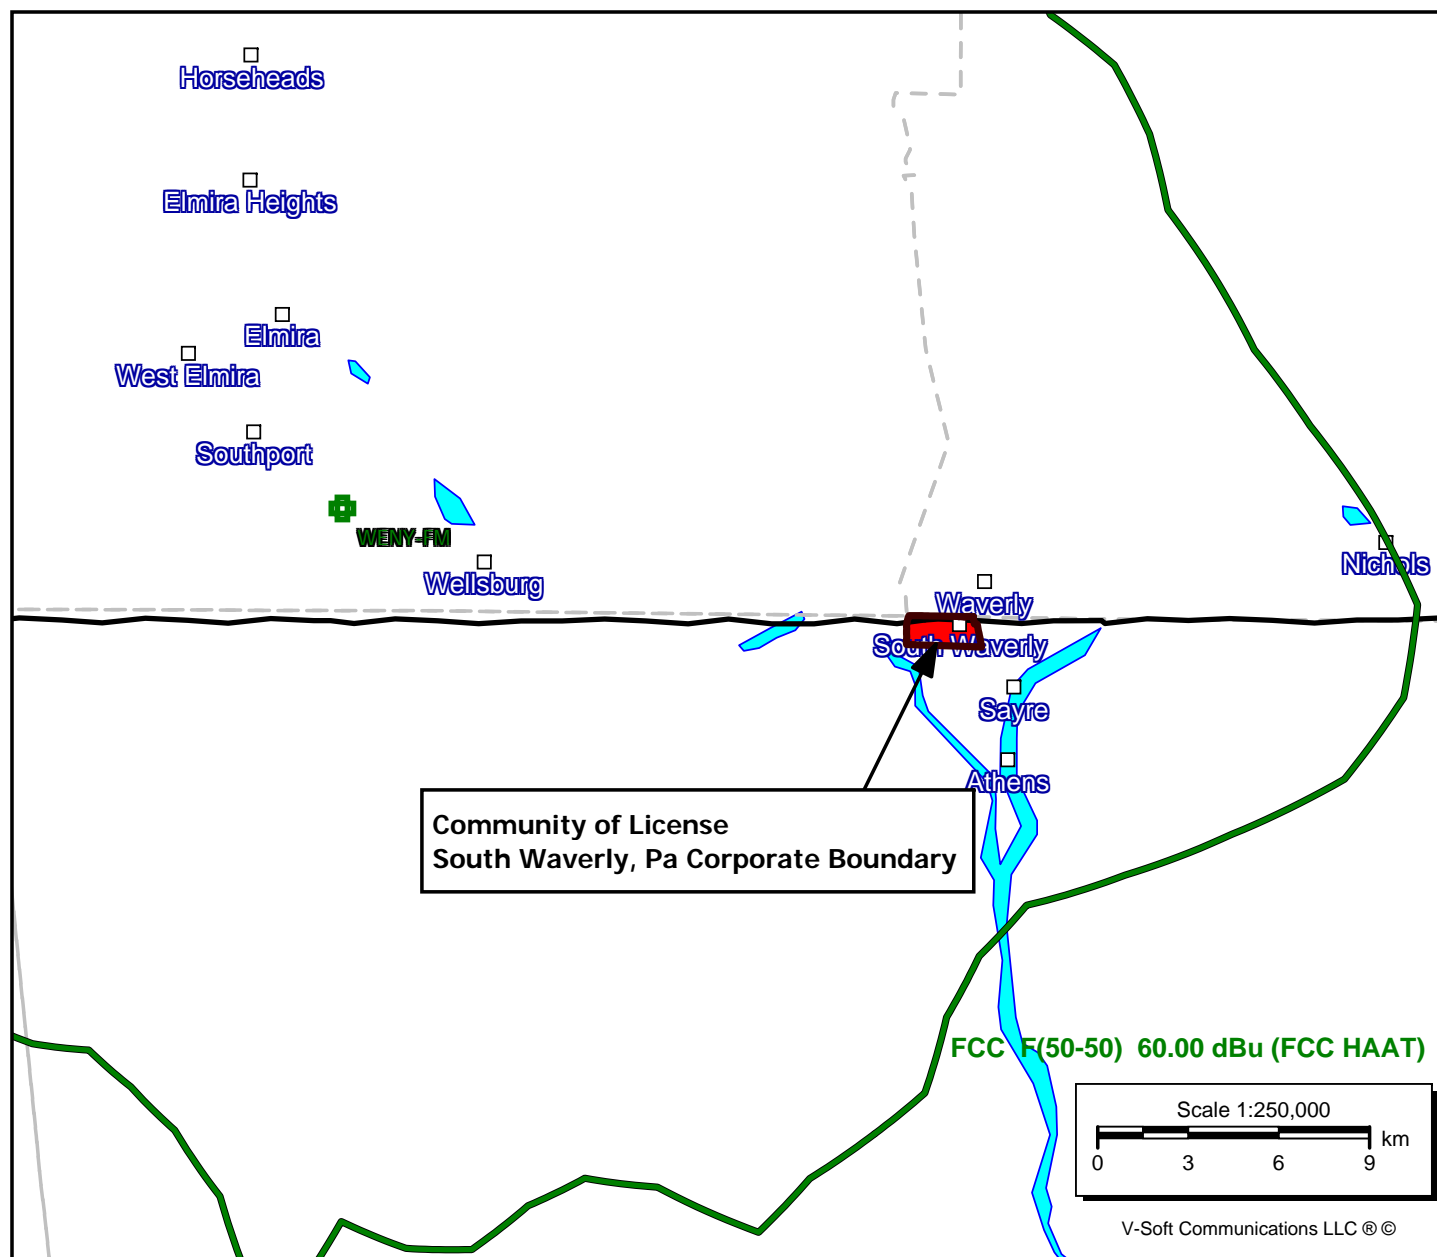 Horseheads
Elmira Heights
Elmira
West Elmira
Southport
WENY-FM
Wellsburg
Nichols
Waverly
South Waverly
Sayre
Athens
Community of License
South Waverly, Pa Corporate Boundary
FCC F(50-50) 60.00 dBu (FCC HAAT)
Scale 1:250,000
km
0 3 6 9
V-Soft Communications LLC ® ©